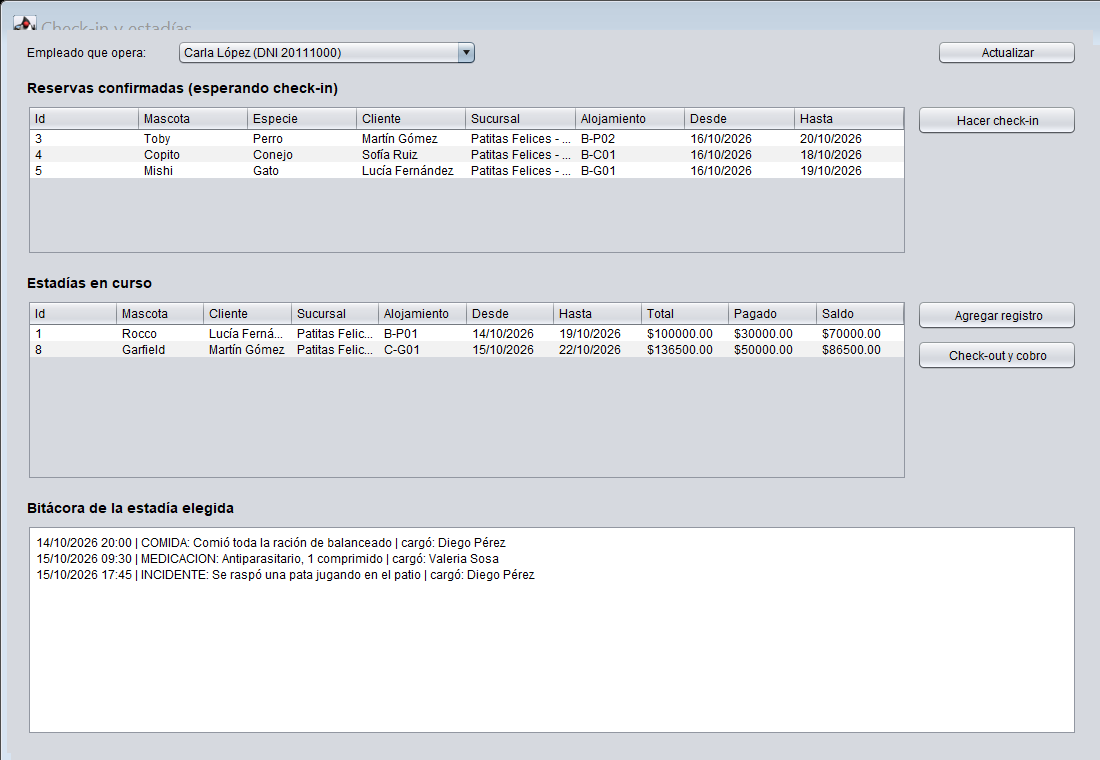 Check-in y estadías
Empleado que opera: Carla López (DNI 20111000) Actualizar
Reservas confirmadas (esperando check-in)
Id Mascota Especie Cliente Sucursal Alojamiento Desde Hasta
3 Toby Perro Martín Gómez Patitas Felices - ... B-P02 16/10/2026 20/10/2026
4 Copito Conejo Sofía Ruiz Patitas Felices - ... B-C01 16/10/2026 18/10/2026
5 Mishi Gato Lucía Fernández Patitas Felices - ... B-G01 16/10/2026 19/10/2026
Hacer check-in
Estadías en curso
Id Mascota Cliente Sucursal Alojamiento Desde Hasta Total Pagado Saldo
1 Rocco Lucía Ferná... Patitas Felic... B-P01 14/10/2026 19/10/2026 $100000.00 $30000.00 $70000.00
8 Garfield Martín Gómez Patitas Felic... C-G01 15/10/2026 22/10/2026 $136500.00 $50000.00 $86500.00
Agregar registro
Check-out y cobro
Bitácora de la estadía elegida
14/10/2026 20:00 | COMIDA: Comió toda la ración de balanceado | cargó: Diego Pérez
15/10/2026 09:30 | MEDICACION: Antiparasitario, 1 comprimido | cargó: Valeria Sosa
15/10/2026 17:45 | INCIDENTE: Se raspó una pata jugando en el patio | cargó: Diego Pérez